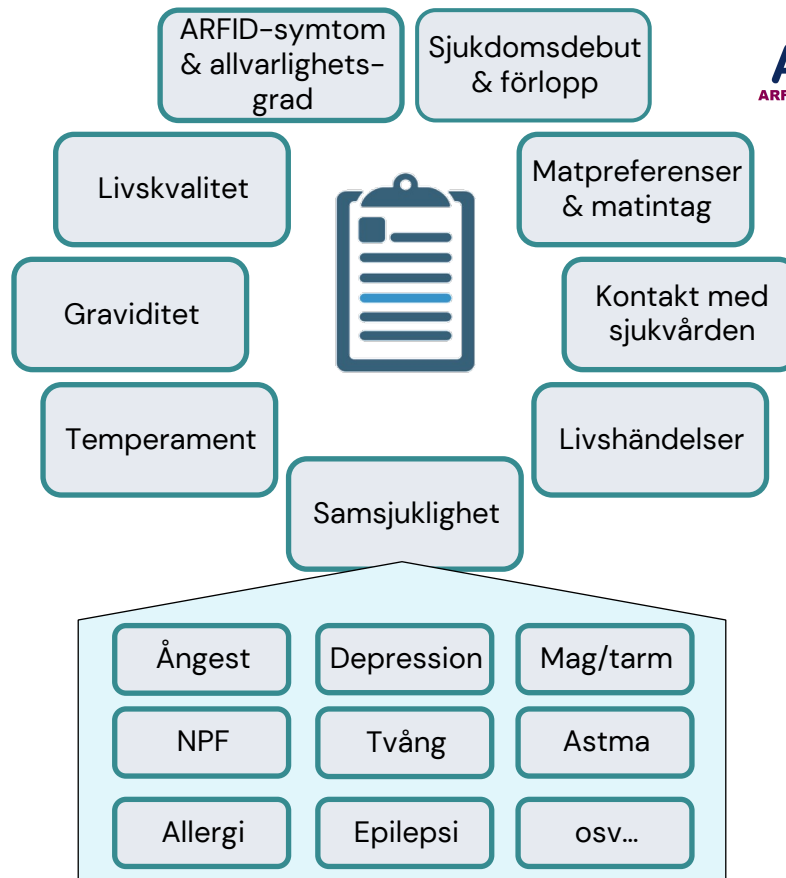 ARFID-symtom
& allvarlighets-
grad
Sjukdomsdebut
& förlopp
Livskvalitet
Matpreferenser
& matintag
Graviditet
Kontakt med
sjukvården
Temperament
Livshändelser
Samsjuklighet
Ångest
Depression
Mag/tarm
NPF
Tvång
Astma
Allergi
Epilepsi
osv...